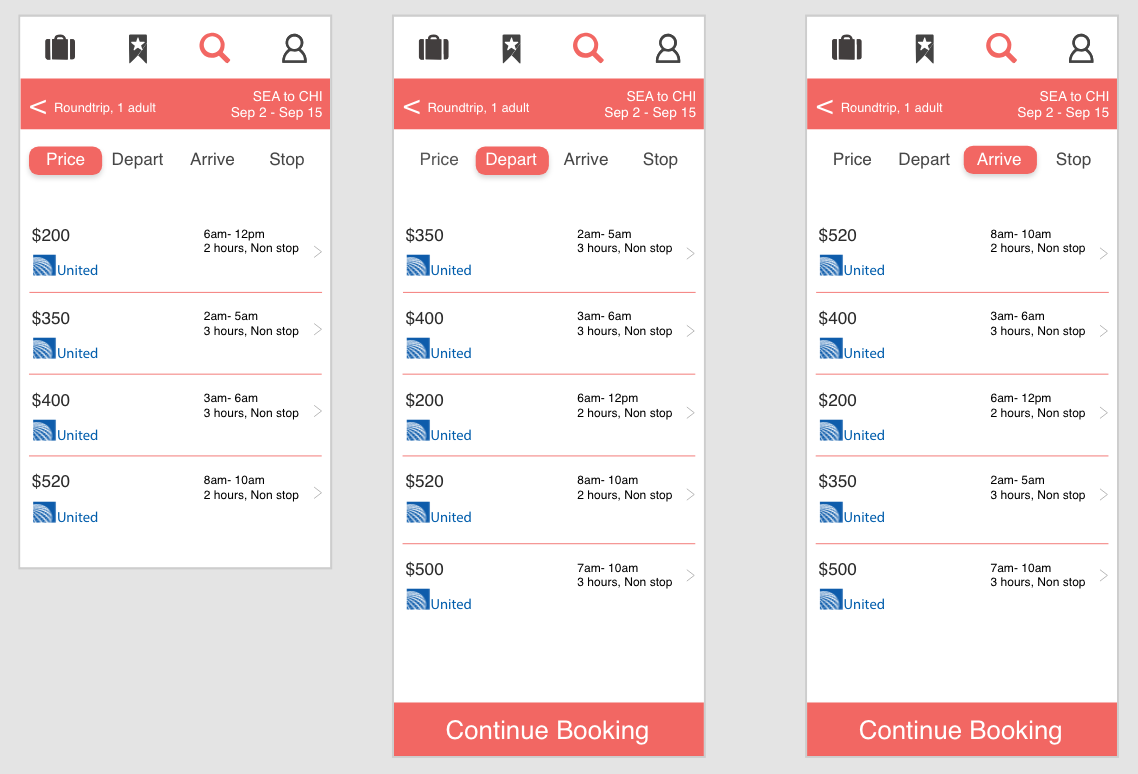 < Roundtrip, 1 adult
SEA to CHI
Sep 2 - Sep 15
Price Depart Arrive Stop
$200
6am- 12pm
2 hours, Non stop
United
$350
2am- 5am
3 hours, Non stop
United
$400
3am- 6am
3 hours, Non stop
United
$520
8am- 10am
2 hours, Non stop
United
< Roundtrip, 1 adult
SEA to CHI
Sep 2 - Sep 15
Price Depart Arrive Stop
$350
2am- 5am
3 hours, Non stop
United
$400
3am- 6am
3 hours, Non stop
United
$200
6am- 12pm
2 hours, Non stop
United
$520
8am- 10am
2 hours, Non stop
United
$500
7am- 10am
3 hours, Non stop
United
Continue Booking
< Roundtrip, 1 adult
SEA to CHI
Sep 2 - Sep 15
Price Depart Arrive Stop
$520
8am- 10am
2 hours, Non stop
United
$400
3am- 6am
3 hours, Non stop
United
$200
6am- 12pm
2 hours, Non stop
United
$350
2am- 5am
3 hours, Non stop
United
$500
7am- 10am
3 hours, Non stop
United
Continue Booking